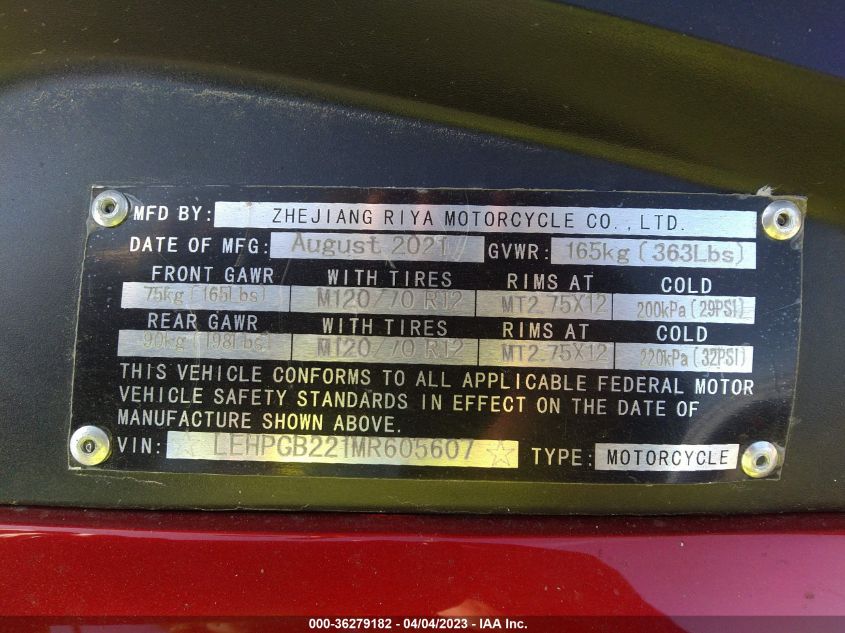 MFD BY: ZHEJIANG RIYA MOTORCYCLE CO.,LTD.
DATE OF MFG: August 2021 GVWR: 165kg(363Lbs)
FRONT GAWR WITH TIRES RIMS AT COLD
75kg(165Lbs) M120/70 R12 MT2.75X12 200kPa(29PSI)
REAR GAWR WITH TIRES RIMS AT COLD
90kg(198Lbs) M120/70 R12 MT2.75X12 220kPa(32PSI)
THIS VEHICLE CONFORMS TO ALL APPLICABLE FEDERAL MOTOR
VEHICLE SAFETY STANDARDS IN EFFECT ON THE DATE OF
MANUFACTURE SHOWN ABOVE.
VIN: ☆ LEHPGB221MR605607 ☆ TYPE: MOTORCYCLE
000-36279182 - 04/04/2023 - IAA Inc.